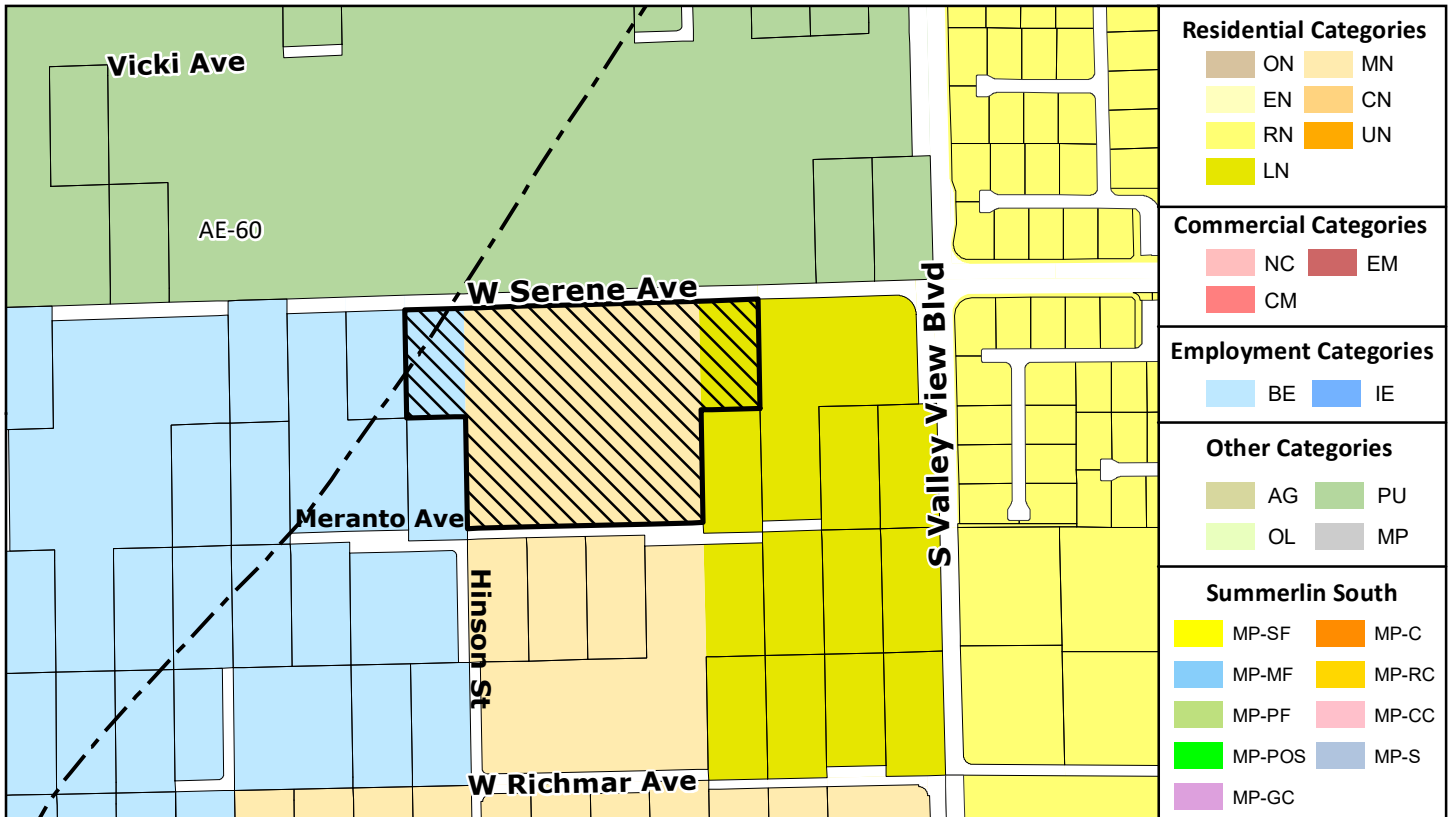 Vicki Ave
AE-60
W Serene Ave
S Valley View Blvd
Meranto Ave
Hinson St
W Richmar Ave
Residential Categories
ON MN
EN CN
RN UN
LN
Commercial Categories
NC EM
CM
Employment Categories
BE IE
Other Categories
AG PU
OL MP
Summerlin South
MP-SF MP-C
MP-MF MP-RC
MP-PF MP-CC
MP-POS MP-S
MP-GC